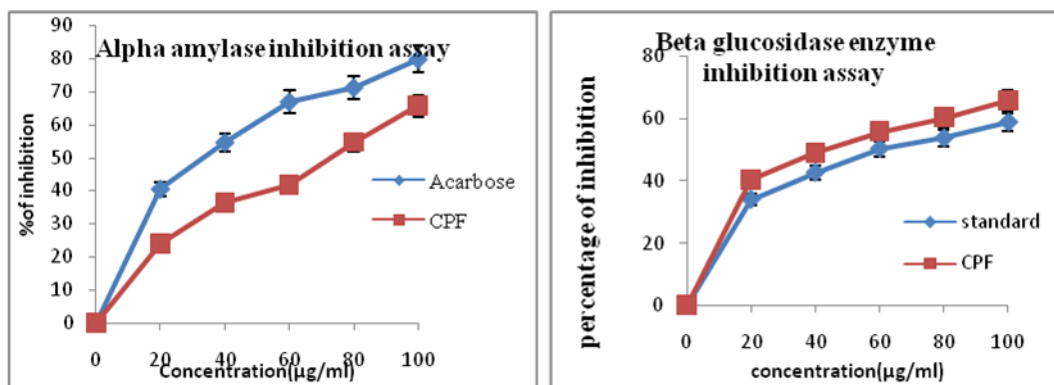 Alpha amylase inhibition assay
%of inhibition
90
80
70
60
50
40
30
20
10
0
0 20 40 60 80 100
Concentration(µg/ml)
Acarbose
CPF
Beta glucosidase enzyme
inhibition assay
percentage of inhibition
80
60
40
20
0
0 20 40 60 80 100
concentration(µg/ml)
standard
CPF